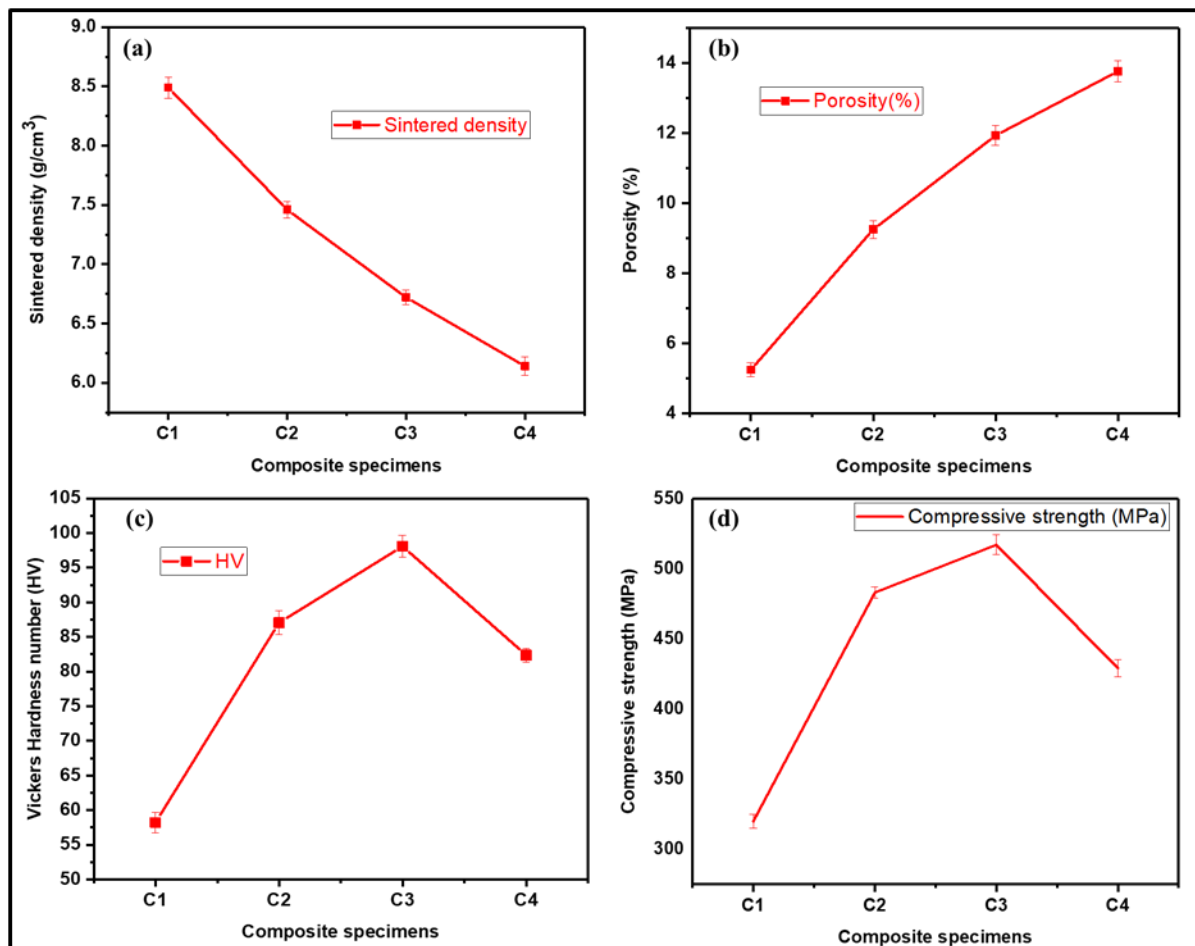 (a)
Sintered density
Sintered density (g/cm³)
9.0
8.5
8.0
7.5
7.0
6.5
6.0
C1 C2 C3 C4
Composite specimens
(b)
Porosity(%)
Porosity (%)
14
12
10
8
6
4
C1 C2 C3 C4
Composite specimens
(c)
HV
Vickers Hardness number (HV)
105
100
95
90
85
80
75
70
65
60
55
50
C1 C2 C3 C4
Composite specimens
(d)
Compressive strength (MPa)
Compressive strength (MPa)
550
500
450
400
350
300
C1 C2 C3 C4
Composite specimens